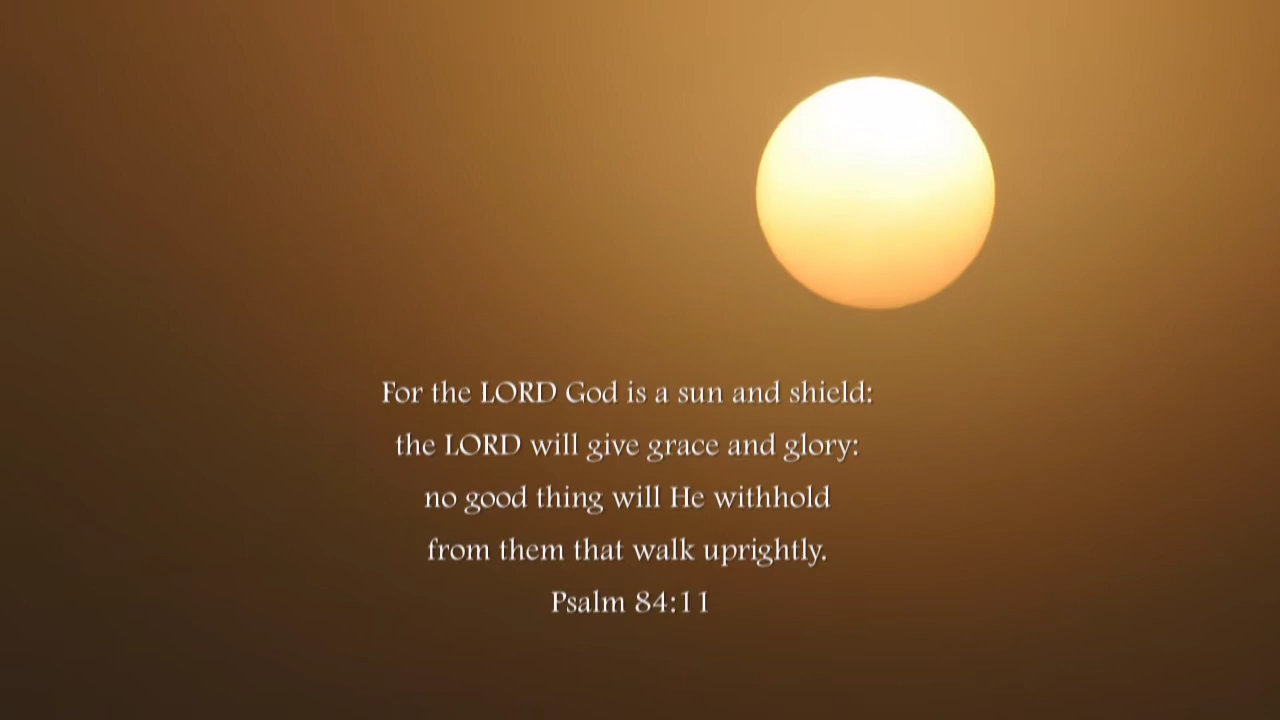 For the LORD God is a sun and shield:
the LORD will give grace and glory:
no good thing will He withhold
from them that walk uprightly.
Psalm 84:11